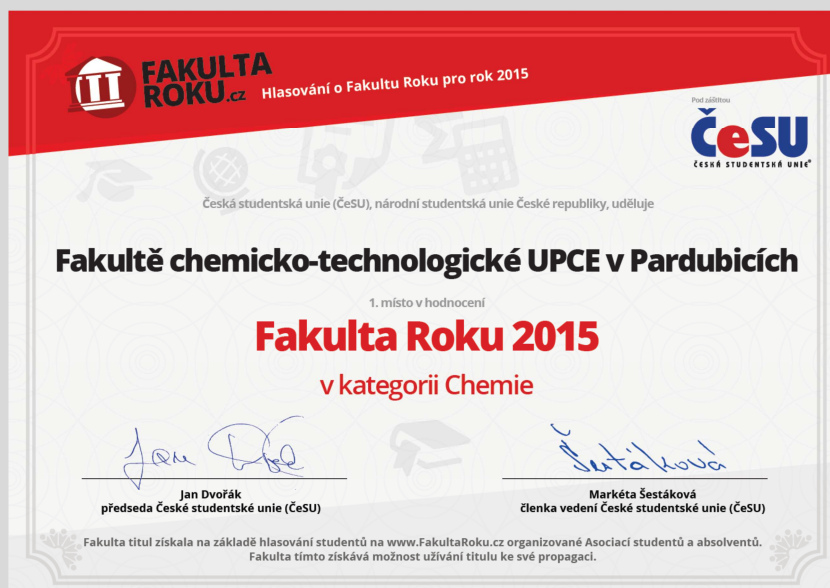 FAKULTA
ROKU.cz
Hlasování o Fakultu Roku pro rok 2015
Pod záštitou
ČeSU
ČESKÁ STUDENTSKÁ UNIE®
Česká studentská unie (ČeSU), národní studentská unie České republiky, uděluje
Fakultě chemicko-technologické UPCE v Pardubicích
1. místo v hodnocení
Fakulta Roku 2015
v kategorii Chemie
Jan Dvořák
předseda České studentské unie (ČeSU)
Šestáková
Markéta Šestáková
členka vedení České studentské unie (ČeSU)
Fakulta titul získala na základě hlasování studentů na www.FakultaRoku.cz organizované Asociací studentů a absolventů.
Fakulta tímto získává možnost užívání titulu ke své propagaci.